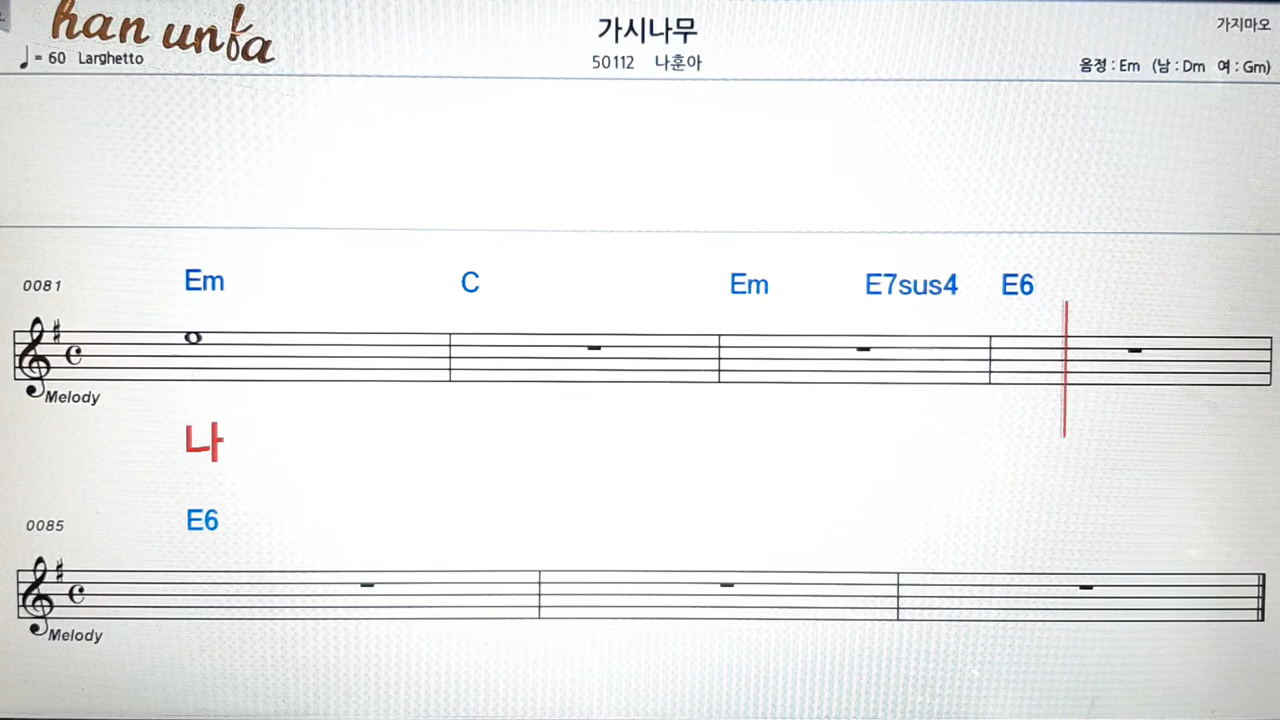 han unfa
가시나무
가지마오
♩= 60 Larghetto
50112 나훈아
음정 : Em (남 : Dm 여 : Gm)
0081 Em C Em E7sus4 E6
Melody
나
0085 E6
Melody